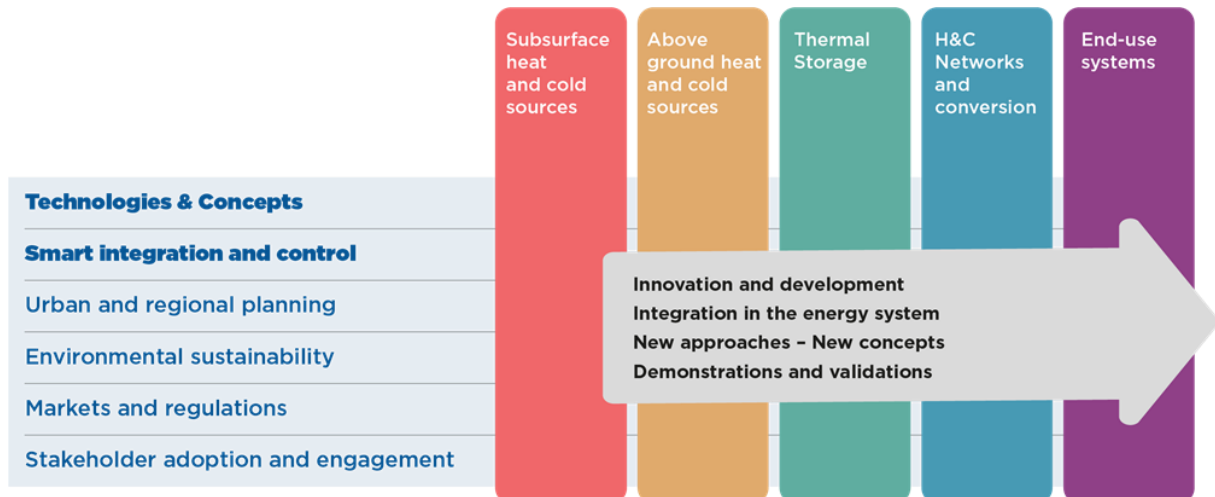 Subsurface
heat
and cold
sources
Above
ground heat
and cold
sources
Thermal
Storage
H&C
Networks
and
conversion
End-use
systems
Technologies & Concepts
Smart integration and control
Urban and regional planning
Environmental sustainability
Markets and regulations
Stakeholder adoption and engagement
Innovation and development
Integration in the energy system
New approaches – New concepts
Demonstrations and validations